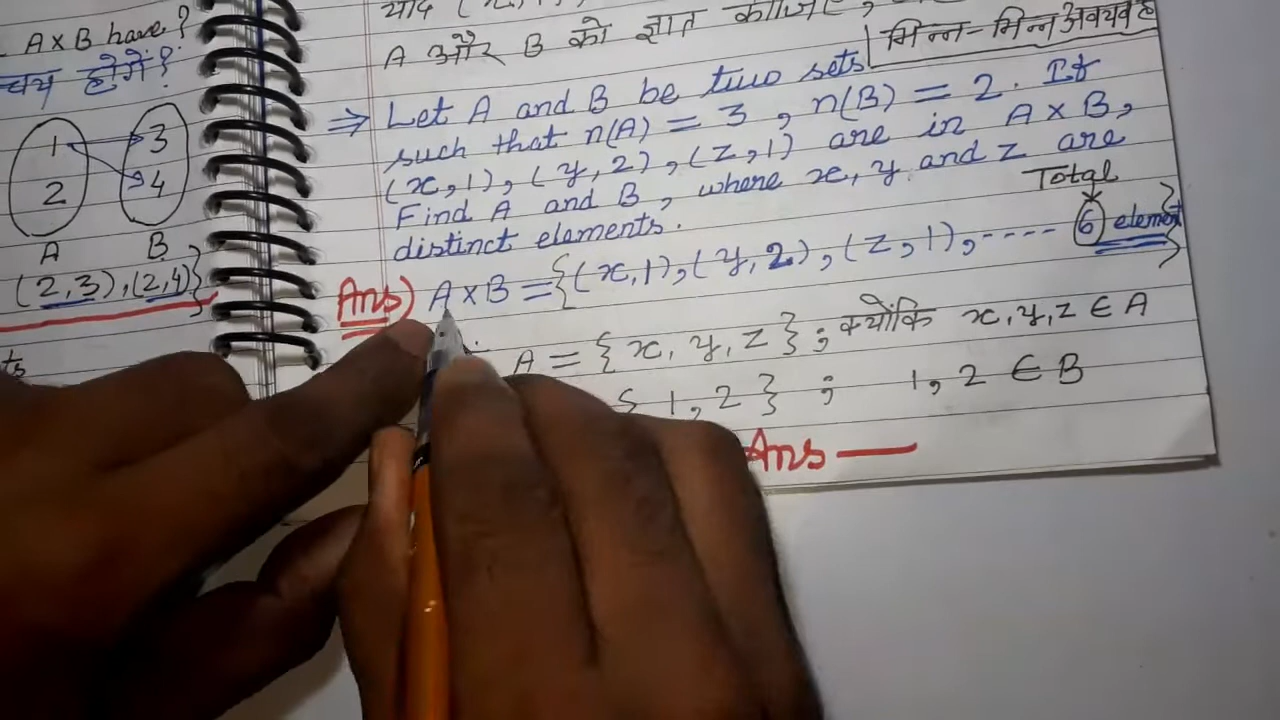 A × B have?
होगें?
1 3
2 4
A B
(2,3), (2,4)}
A और B को ज्ञात
भिन्न-भिन्न अवयव है
⇒ Let A and B be two sets
such that n(A) = 3, n(B) = 2. If
(x,1), (y,2), (z,1) are in A × B,
Find A and B, where x, y and z are
distinct elements.
Total
Ans) A×B = {(x,1), (y,2), (z,1), ---- 6 element}
A = {x, y, z} ; क्योंकि x, y, z ∈ A
{1, 2} ; 1, 2 ∈ B
Ans —